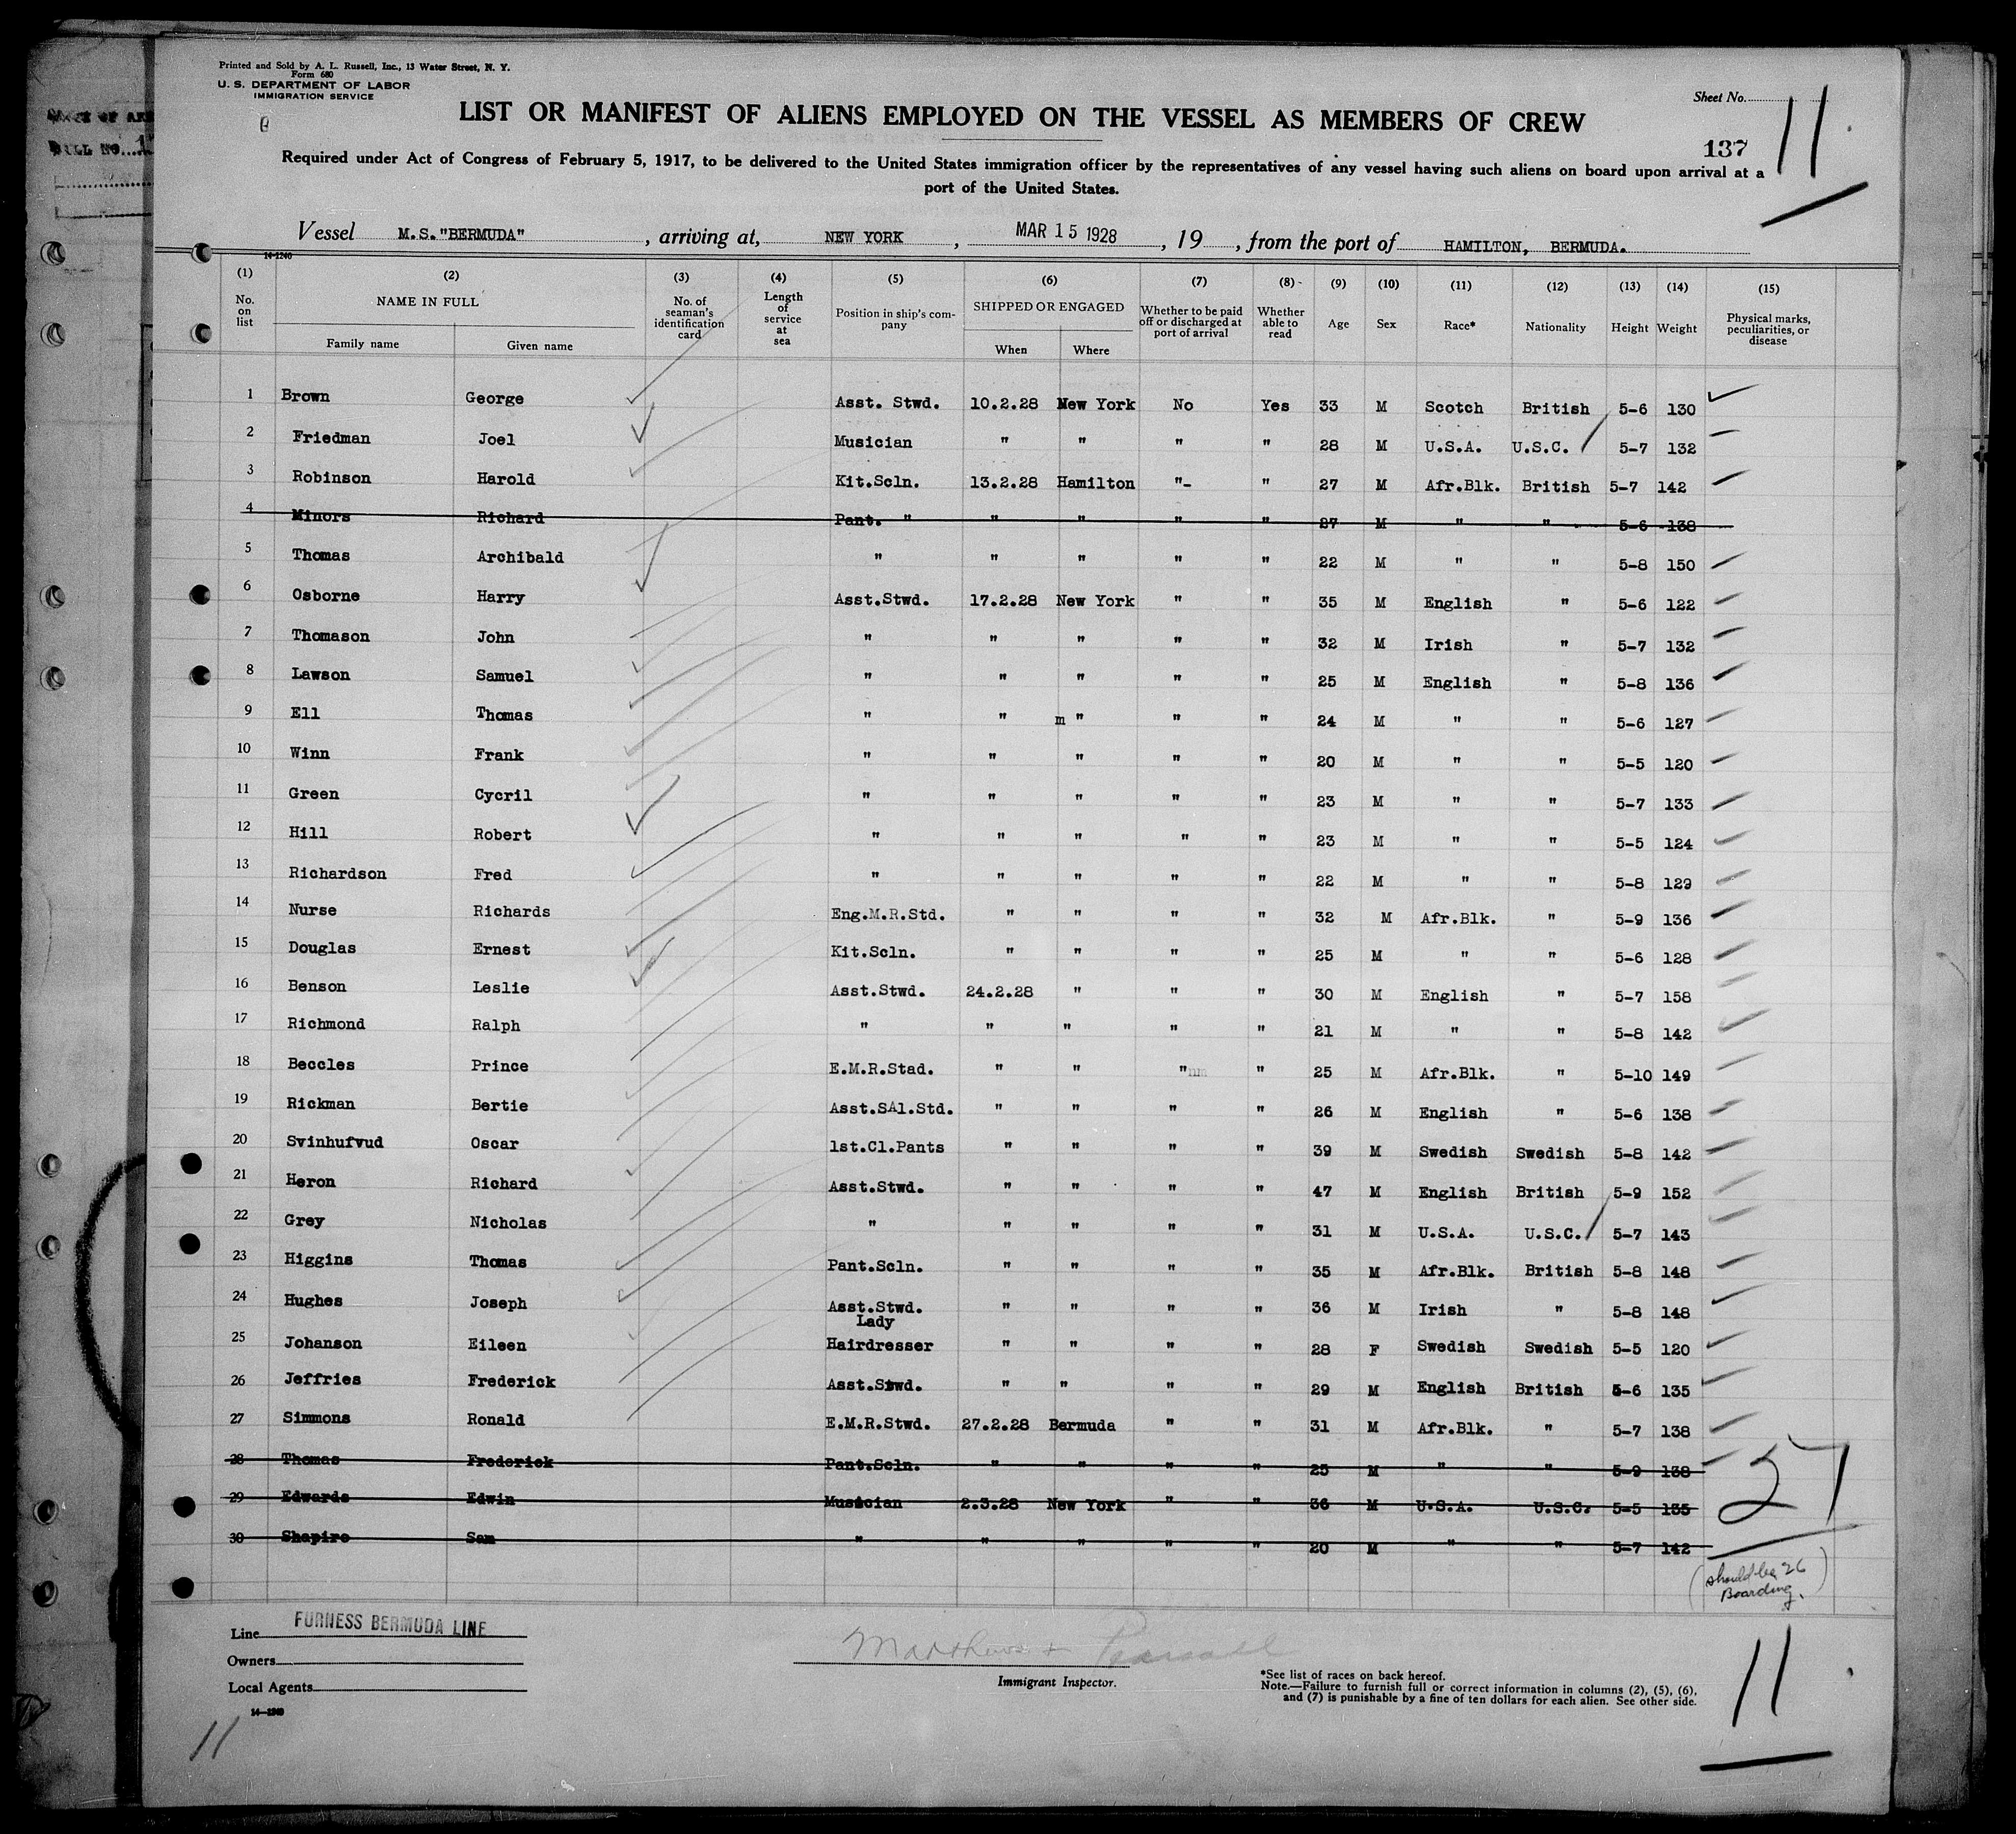 Printed and Sold by A. L. Russell, Inc., 13 Water Street, N. Y.
Form 680
U. S. DEPARTMENT OF LABOR
IMMIGRATION SERVICE
Sheet No.
11
LIST OR MANIFEST OF ALIENS EMPLOYED ON THE VESSEL AS MEMBERS OF CREW
137
Required under Act of Congress of February 5, 1917, to be delivered to the United States immigration officer by the representatives of any vessel having such aliens on board upon arrival at a
port of the United States.
Vessel M.S."BERMUDA" , arriving at, NEW YORK , MAR 15 1928 , 19 , from the port of HAMILTON, BERMUDA.
14-1240
(1) (2) (3) (4) (5) (6) (7) (8) (9) (10) (11) (12) (13) (14) (15)
No. on list NAME IN FULL Family name Given name No. of seaman's identification card Length of service at sea Position in ship's company SHIPPED OR ENGAGED When Where Whether to be paid off or discharged at port of arrival Whether able to read Age Sex Race* Nationality Height Weight Physical marks, peculiarities, or disease
1 Brown George Asst. Stwd. 10.2.28 New York No Yes 33 M Scotch British 5-6 130
2 Friedman Joel Musician " " " " 28 M U.S.A. U.S.C. 5-7 132
3 Robinson Harold Kit.Scln. 13.2.28 Hamilton "- " 27 M Afr.Blk. British 5-7 142
4 Minors Richard Pant. " " " " " 27 M " " 5-6 138
5 Thomas Archibald " " " " " 22 M " " 5-8 150
6 Osborne Harry Asst.Stwd. 17.2.28 New York " " 35 M English " 5-6 122
7 Thomason John " " " " " 32 M Irish " 5-7 132
8 Lawson Samuel " " " " " 25 M English " 5-8 136
9 Ell Thomas " " m " " " 24 M " " 5-6 127
10 Winn Frank " " " " " 20 M " " 5-5 120
11 Green Cycril " " " " " 23 M " " 5-7 133
12 Hill Robert " " " " " 23 M " " 5-5 124
13 Richardson Fred " " " " " 22 M " " 5-8 129
14 Nurse Richards Eng.M.R.Std. " " " " 32 M Afr.Blk. " 5-9 136
15 Douglas Ernest Kit.Scln. " " " " 25 M " " 5-6 128
16 Benson Leslie Asst.Stwd. 24.2.28 " " " 30 M English " 5-7 158
17 Richmond Ralph " " " " " 21 M " " 5-8 142
18 Beccles Prince E.M.R.Stad. " " " " 25 M Afr.Blk. " 5-10 149
19 Rickman Bertie Asst.SAl.Std. " " " " 26 M English " 5-6 138
20 Svinhufvud Oscar 1st.Cl.Pants " " " " 39 M Swedish Swedish 5-8 142
21 Heron Richard Asst.Stwd. " " " " 47 M English British 5-9 152
22 Grey Nicholas " " " " " 31 M U.S.A. U.S.C. 5-7 143
23 Higgins Thomas Pant.Scln. " " " " 35 M Afr.Blk. British 5-8 148
24 Hughes Joseph Asst.Stwd. " " " " 36 M Irish " 5-8 148
25 Johanson Eileen Lady Hairdresser " " " " 28 F Swedish Swedish 5-5 120
26 Jeffries Frederick Asst.Stwd. " " " " 29 M English British 5-6 135
27 Simmons Ronald E.M.R.Stwd. 27.2.28 Bermuda " " 31 M Afr.Blk. " 5-7 138
28 Thomas Frederick Pant.Scln. " " " " 25 M " " 5-9 138
29 Edwards Edwin Musician 2.3.28 New York " " 36 M U.S.A. U.S.C. 5-5 135
30 Shapiro Sam " " " " " 20 M " " 5-7 142
27
(should be 26
Boarding.)
Line FURNESS BERMUDA LINE
Owners
Local Agents
14-1240
Matthews +
Immigrant Inspector.
*See list of races on back hereof.
Note.—Failure to furnish full or correct information in columns (2), (5), (6),
and (7) is punishable by a fine of ten dollars for each alien. See other side.
11
11